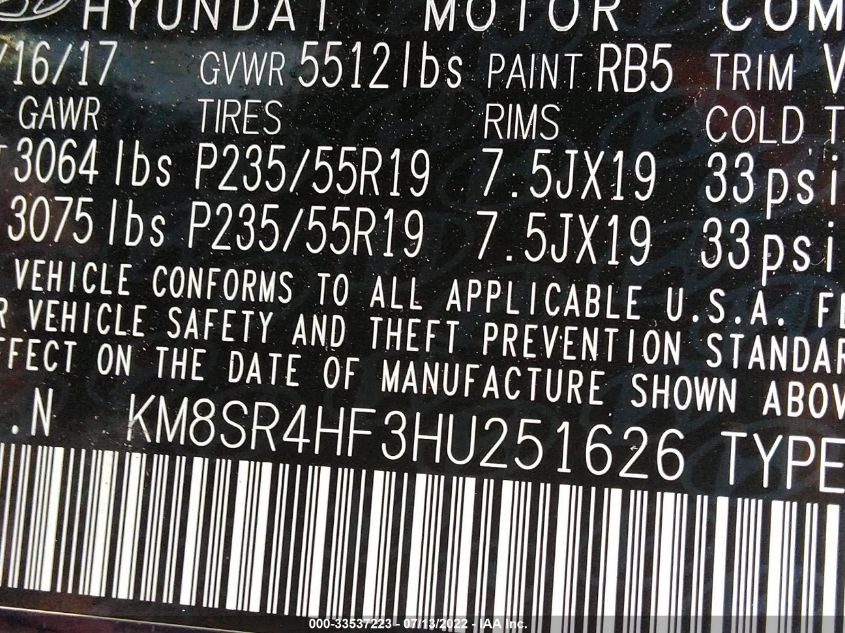 HYUNDAI MOTOR COM
/16/17 GVWR 5512lbs PAINT RB5 TRIM V
GAWR TIRES RIMS COLD T
T 3064 lbs P235/55R19 7.5JX19 33psi
3075 lbs P235/55R19 7.5JX19 33psi
VEHICLE CONFORMS TO ALL APPLICABLE U.S.A. FE
R VEHICLE SAFETY AND THEFT PREVENTION STANDAR
FFECT ON THE DATE OF MANUFACTURE SHOWN ABOV
.N KM8SR4HF3HU251626 TYPE
000-33537223 - 07/13/2022 - IAA Inc.